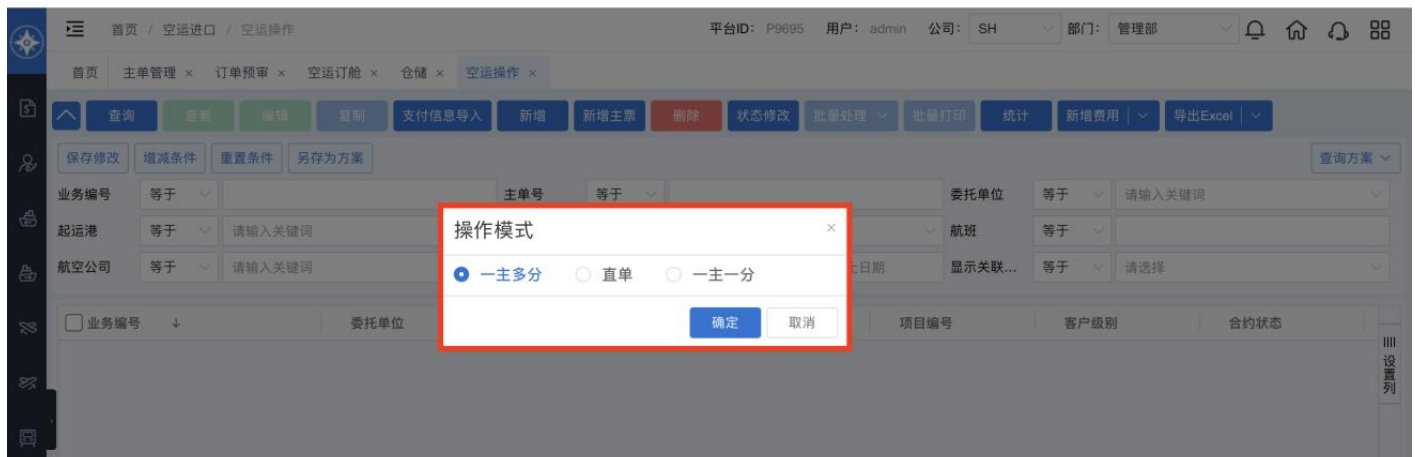 首页 / 空运进口 / 空运操作 平台ID: P9695 用户: admin 公司: SH 部门: 管理部
首页 主单管理 × 订单预审 × 空运订舱 × 仓储 × 空运操作 ×
查询 查看 编辑 复制 支付信息导入 新增 新增主票 删除 状态修改 批量处理 批量打印 统计 新增费用 导出Excel
保存修改 增减条件 重置条件 另存为方案 查询方案
业务编号 等于 主单号 等于 委托单位 等于 请输入关键词
起运港 等于 请输入关键词 航班 等于
航空公司 等于 请输入关键词 止日期 显示关联... 等于 请选择
操作模式 ×
一主多分 直单 一主一分
确定 取消
业务编号 ↓ 委托单位 项目编号 客户级别 合约状态
设置列